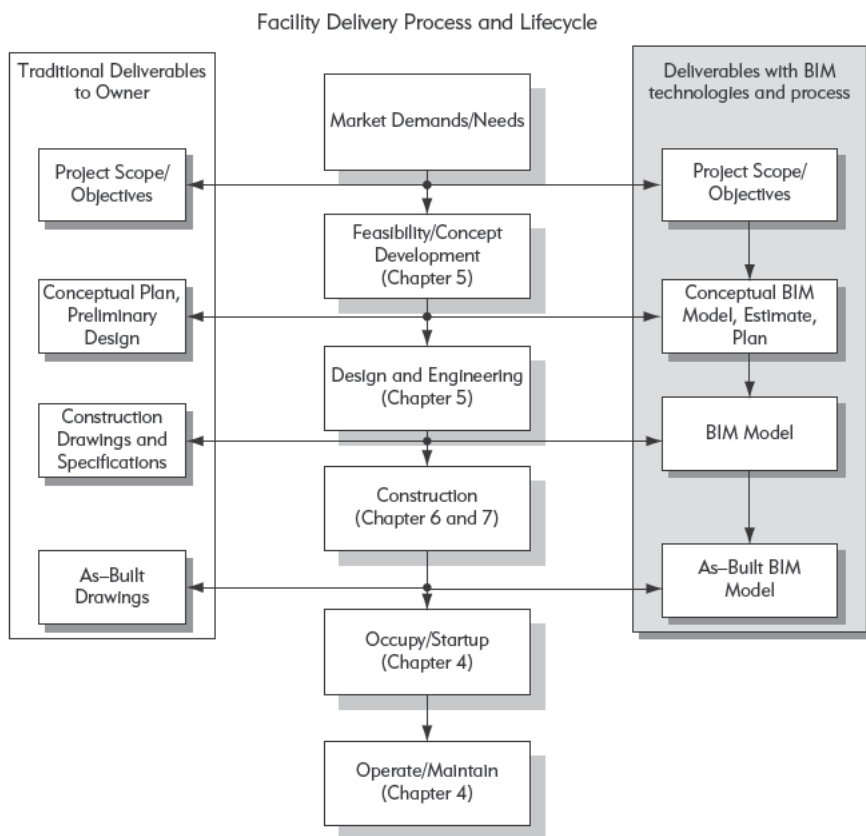 Facility Delivery Process and Lifecycle
Traditional Deliverables
to Owner
Project Scope/
Objectives
Conceptual Plan,
Preliminary
Design
Construction
Drawings and
Specifications
As–Built
Drawings
Market Demands/Needs
Feasibility/Concept
Development
(Chapter 5)
Design and Engineering
(Chapter 5)
Construction
(Chapter 6 and 7)
Occupy/Startup
(Chapter 4)
Operate/Maintain
(Chapter 4)
Deliverables with BIM
technologies and process
Project Scope/
Objectives
Conceptual BIM
Model, Estimate,
Plan
BIM Model
As–Built BIM
Model